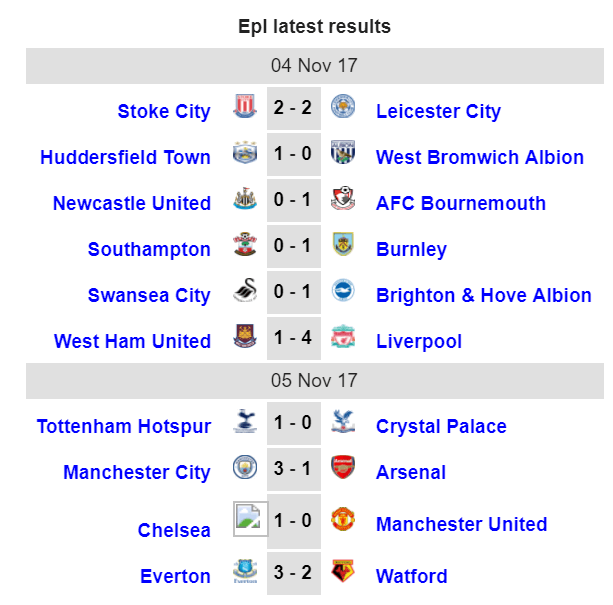 Epl latest results
04 Nov 17
Stoke City 2 - 2 Leicester City
Huddersfield Town 1 - 0 West Bromwich Albion
Newcastle United 0 - 1 AFC Bournemouth
Southampton 0 - 1 Burnley
Swansea City 0 - 1 Brighton & Hove Albion
West Ham United 1 - 4 Liverpool
05 Nov 17
Tottenham Hotspur 1 - 0 Crystal Palace
Manchester City 3 - 1 Arsenal
Chelsea 1 - 0 Manchester United
Everton 3 - 2 Watford